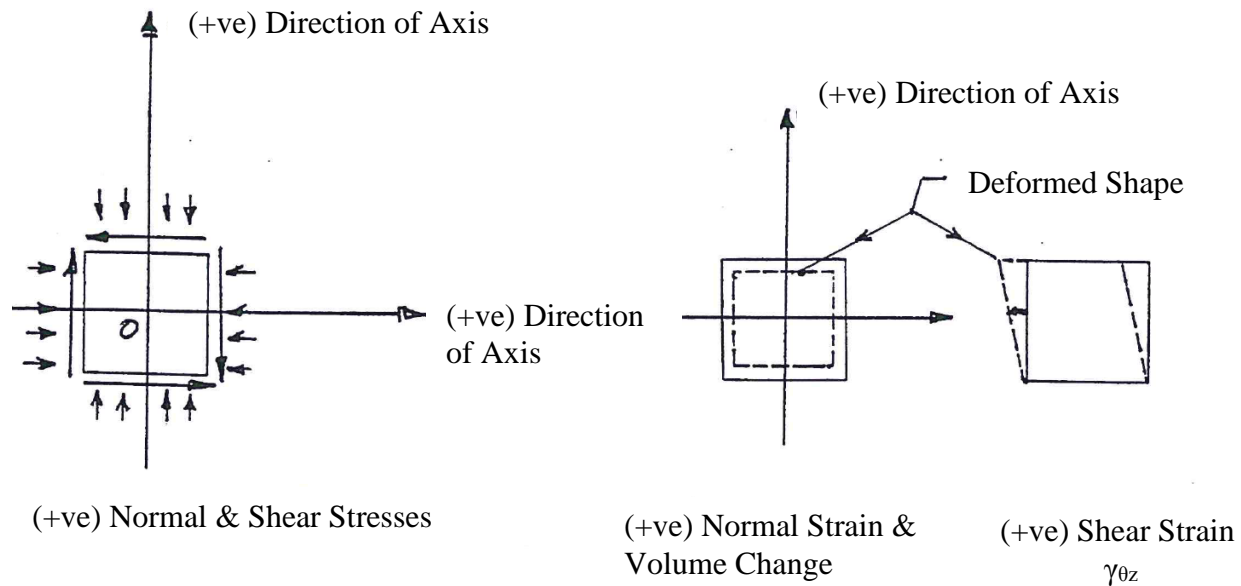 (+ve) Direction of Axis
(+ve) Direction of Axis
Deformed Shape
O
(+ve) Direction
of Axis
(+ve) Normal & Shear Stresses
(+ve) Normal Strain &
Volume Change
(+ve) Shear Strain
γθz